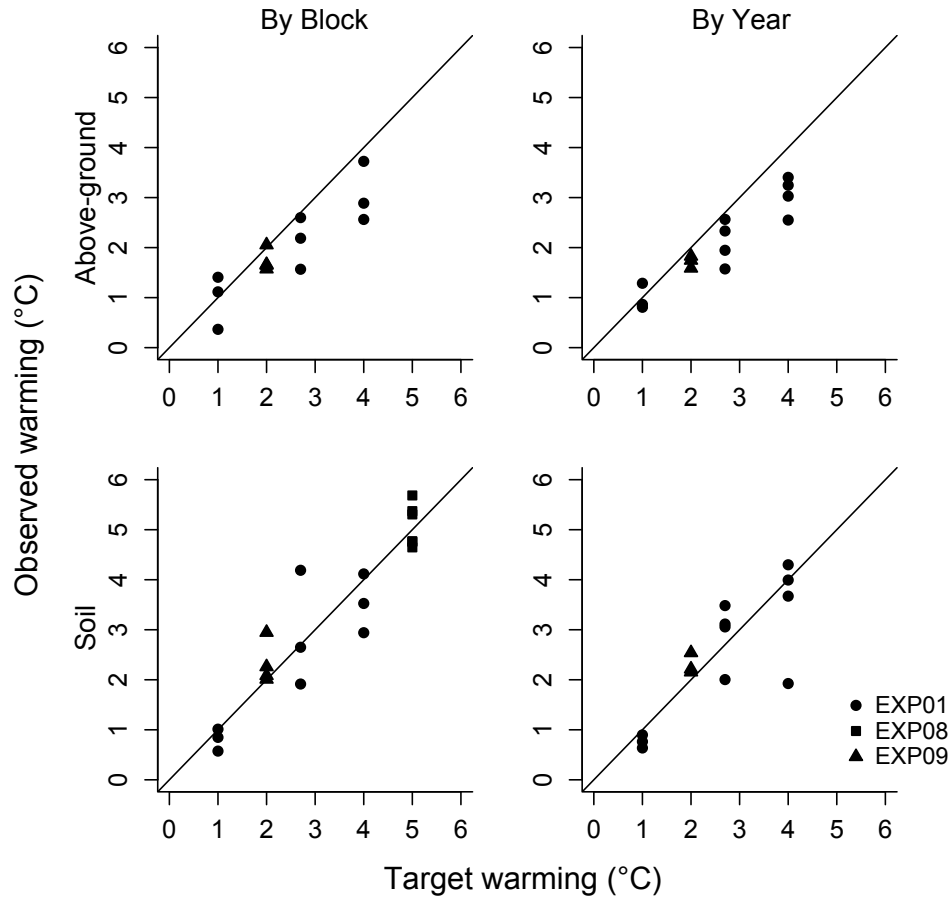 By Block
By Year
Observed warming (°C)
Above-ground
0 1 2 3 4 5 6
0 1 2 3 4 5 6
0 1 2 3 4 5 6
0 1 2 3 4 5 6
Soil
0 1 2 3 4 5 6
0 1 2 3 4 5 6
0 1 2 3 4 5 6
0 1 2 3 4 5 6
EXP01
EXP08
EXP09
Target warming (°C)